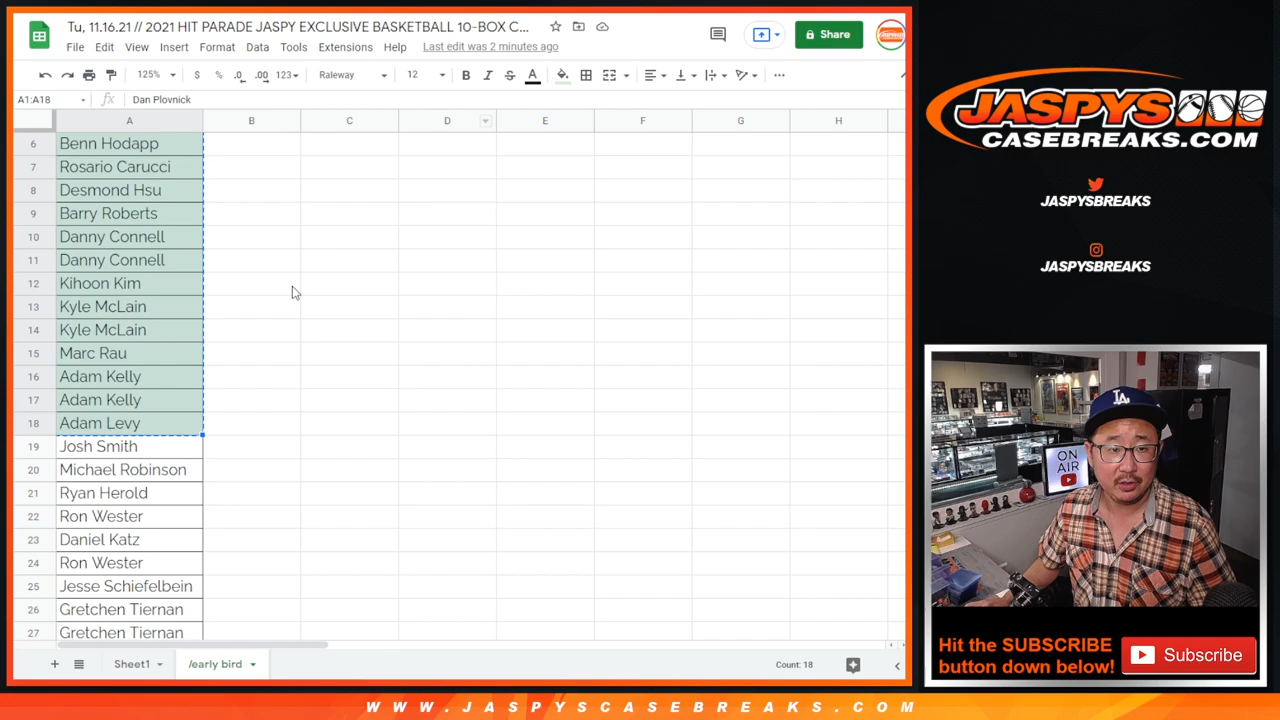 Tu, 11.16.21 // 2021 HIT PARADE JASPY EXCLUSIVE BASKETBALL 10-BOX C...
File Edit View Insert Format Data Tools Extensions Help Last edit was 2 minutes ago
Share
125% $ % .0 .00 123 Raleway 12 B I S A
A1:A18 fx Dan Plovnick
A B C D E F G H
6 Benn Hodapp
7 Rosario Carucci
8 Desmond Hsu
9 Barry Roberts
10 Danny Connell
11 Danny Connell
12 Kihoon Kim
13 Kyle McLain
14 Kyle McLain
15 Marc Rau
16 Adam Kelly
17 Adam Kelly
18 Adam Levy
19 Josh Smith
20 Michael Robinson
21 Ryan Herold
22 Ron Wester
23 Daniel Katz
24 Ron Wester
25 Jesse Schiefelbein
26 Gretchen Tiernan
27 Gretchen Tiernan
Sheet1 /early bird Count: 18
JASPYS
CASEBREAKS.COM
JASPYSBREAKS
JASPYSBREAKS
LA
ON
AIR
Hit the SUBSCRIBE
button down below!
Subscribe
WWW.JASPYSCASEBREAKS.COM